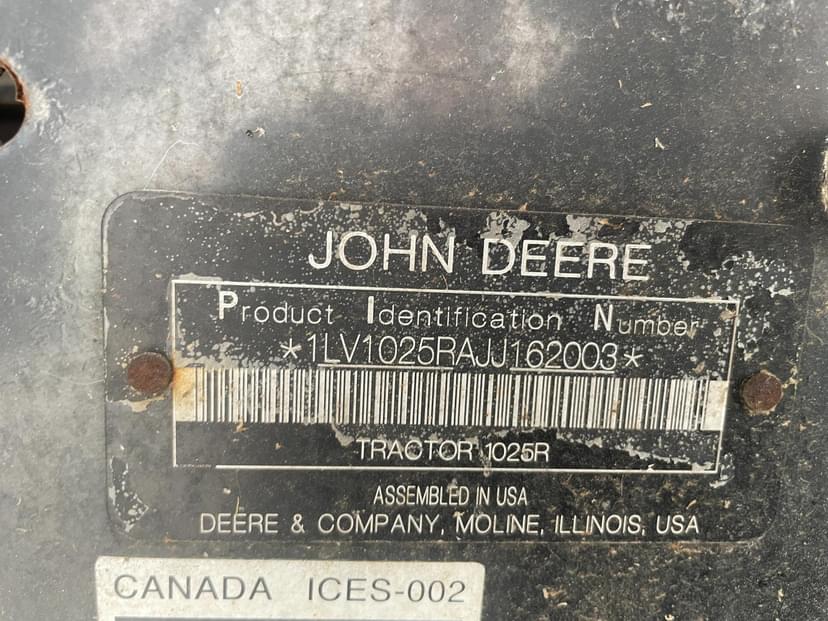 JOHN DEERE
Product Identification Number
*1LV1025RAJJ162003*
TRACTOR 1025R
ASSEMBLED IN USA
DEERE & COMPANY, MOLINE, ILLINOIS, USA
CANADA ICES-002